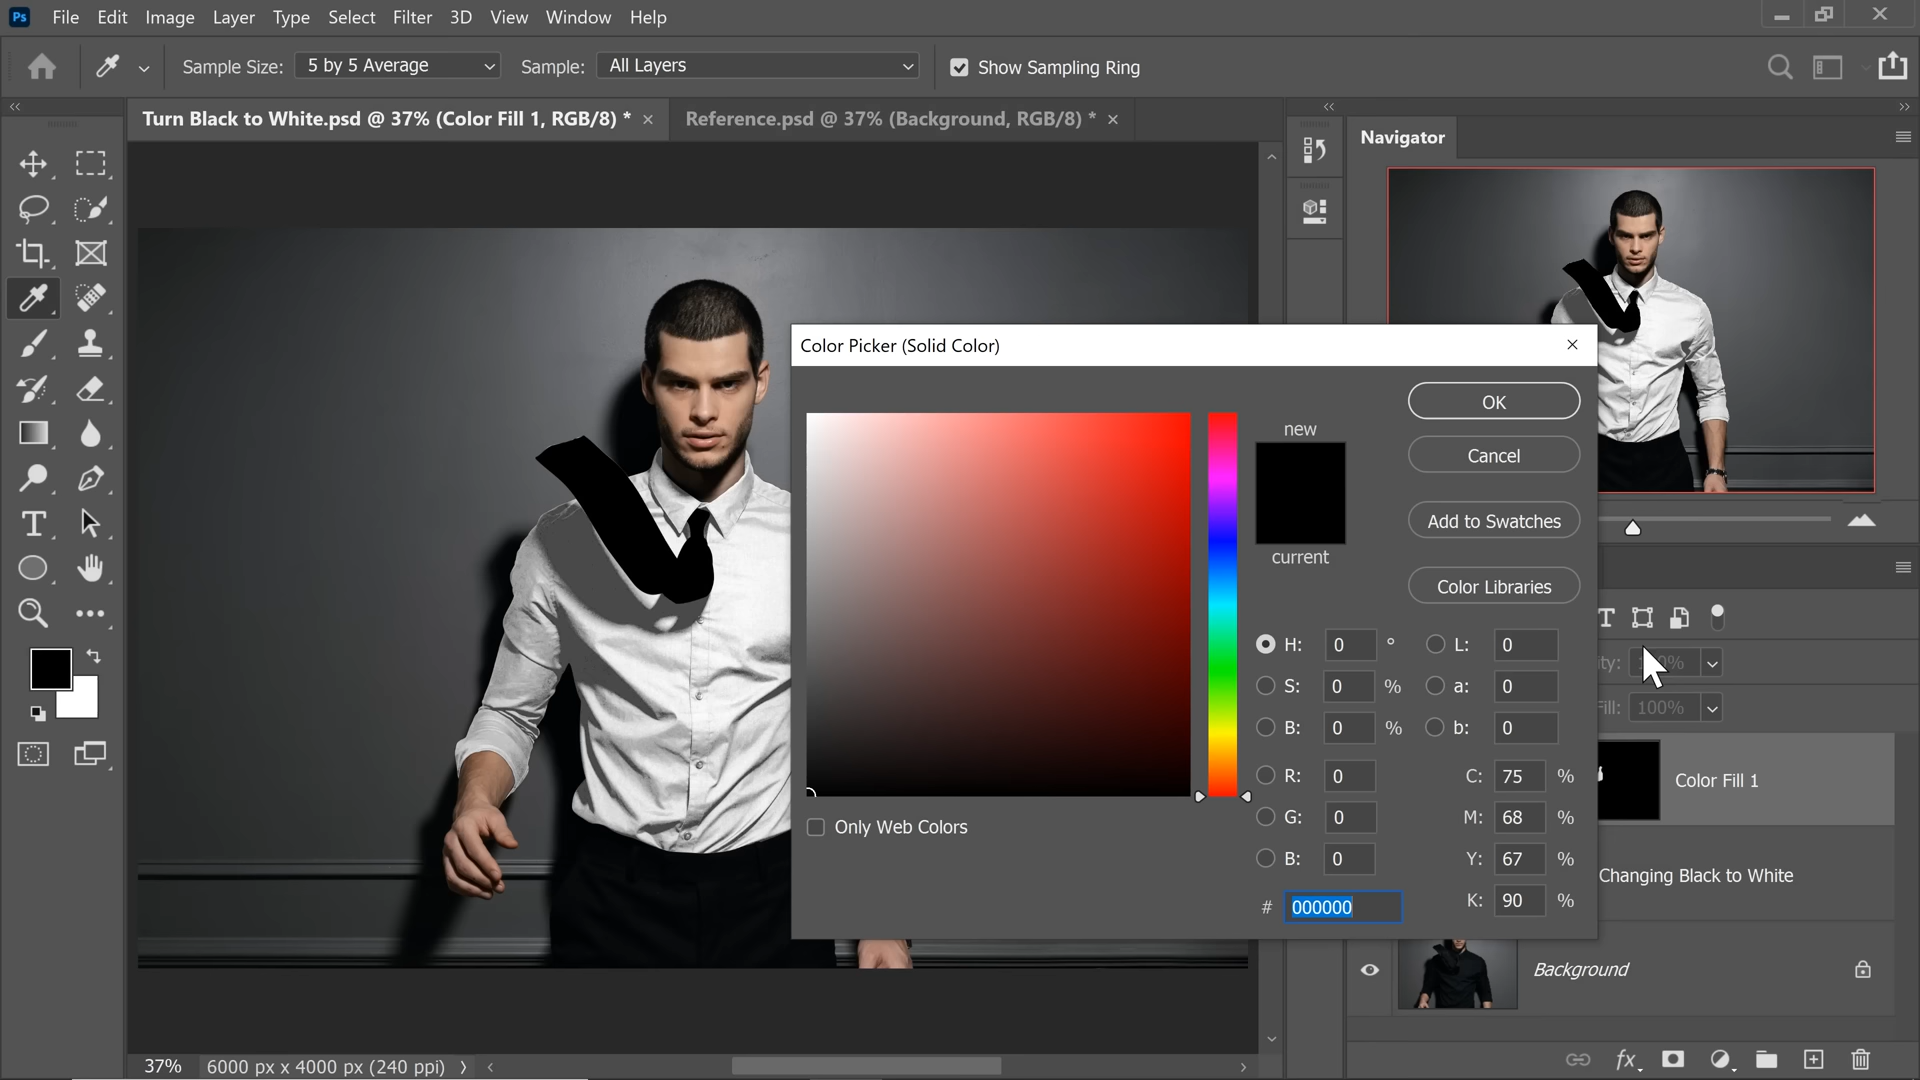 Ps File Edit Image Layer Type Select Filter 3D View Window Help
Sample Size: 5 by 5 Average Sample: All Layers Show Sampling Ring
Turn Black to White.psd @ 37% (Color Fill 1, RGB/8) * × Reference.psd @ 37% (Background, RGB/8) * ×
Navigator
Color Picker (Solid Color)
new
current
OK
Cancel
Add to Swatches
Color Libraries
H: 0 ° L: 0
S: 0 % a: 0
B: 0 % b: 0
R: 0 C: 75 %
G: 0 M: 68 %
B: 0 Y: 67 %
# 000000 K: 90 %
Only Web Colors
Fill: 100%
Color Fill 1
Changing Black to White
Background
fx
37% 6000 px x 4000 px (240 ppi)